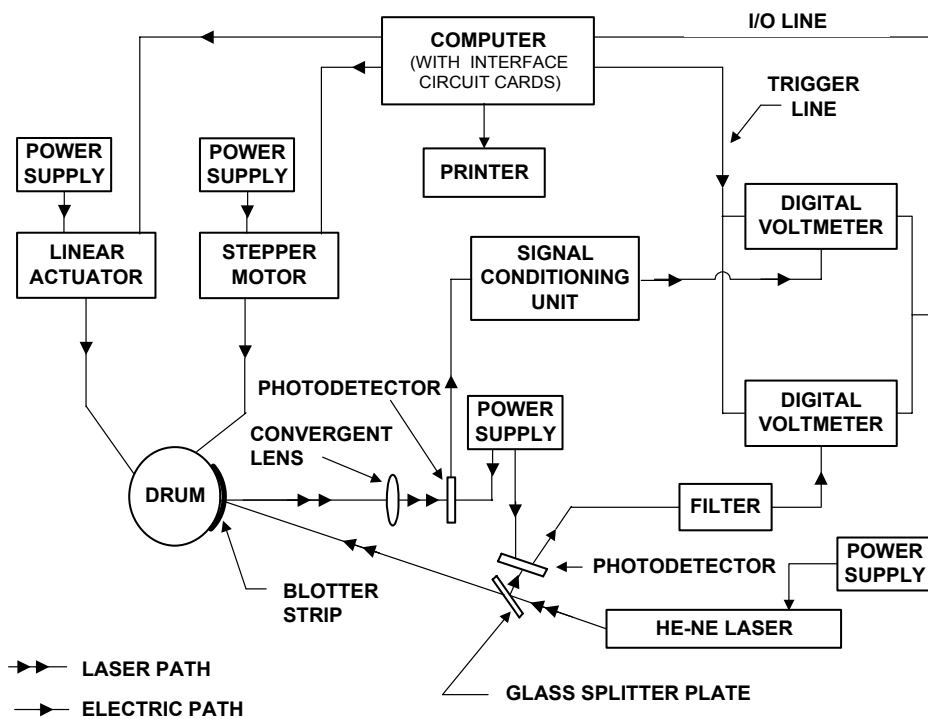 I/O LINE
COMPUTER
(WITH INTERFACE
CIRCUIT CARDS)
TRIGGER
LINE
POWER
SUPPLY
POWER
SUPPLY
PRINTER
DIGITAL
VOLTMETER
LINEAR
ACTUATOR
STEPPER
MOTOR
SIGNAL
CONDITIONING
UNIT
PHOTODETECTOR
CONVERGENT
LENS
POWER
SUPPLY
DIGITAL
VOLTMETER
DRUM
FILTER
BLOTTER
STRIP
PHOTODETECTOR
POWER
SUPPLY
HE-NE LASER
LASER PATH
GLASS SPLITTER PLATE
ELECTRIC PATH